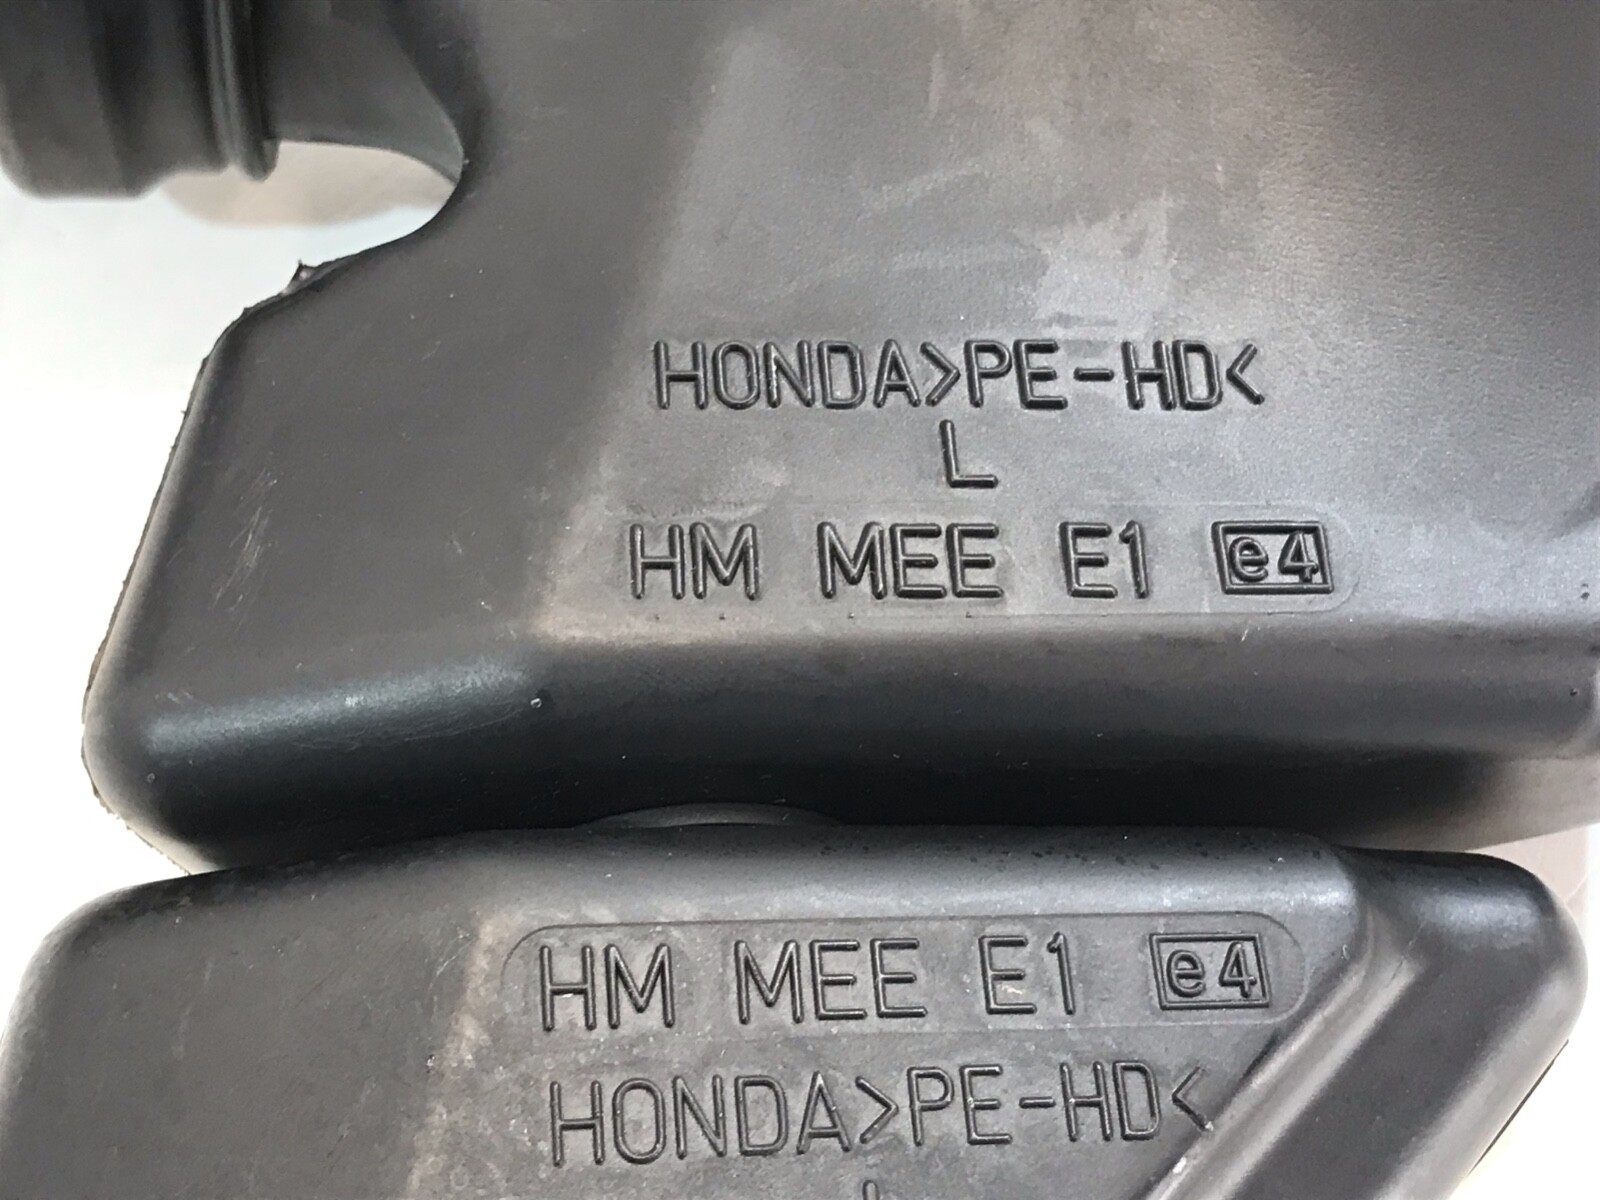 HONDA>PE-HD<
L
HM MEE E1 e4
HM MEE E1 e4
HONDA>PE-HD<